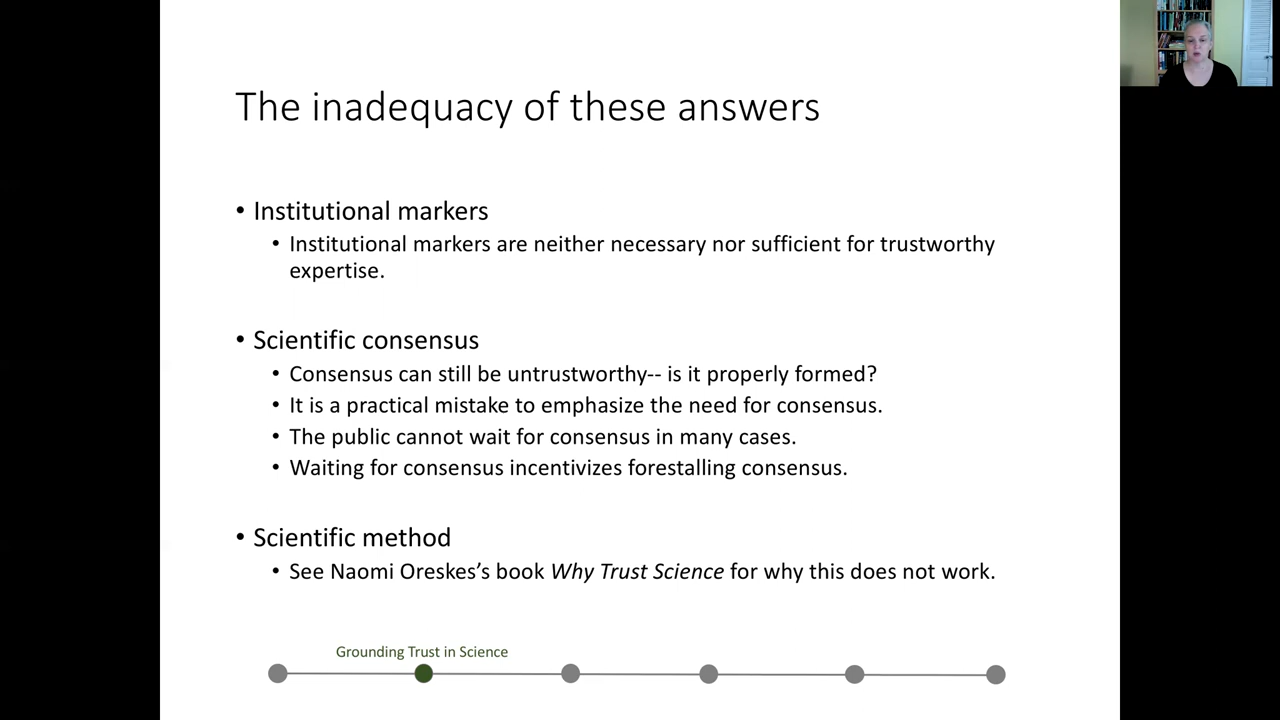 The inadequacy of these answers
• Institutional markers
• Institutional markers are neither necessary nor sufficient for trustworthy
expertise.
• Scientific consensus
• Consensus can still be untrustworthy-- is it properly formed?
• It is a practical mistake to emphasize the need for consensus.
• The public cannot wait for consensus in many cases.
• Waiting for consensus incentivizes forestalling consensus.
• Scientific method
• See Naomi Oreskes’s book Why Trust Science for why this does not work.
Grounding Trust in Science